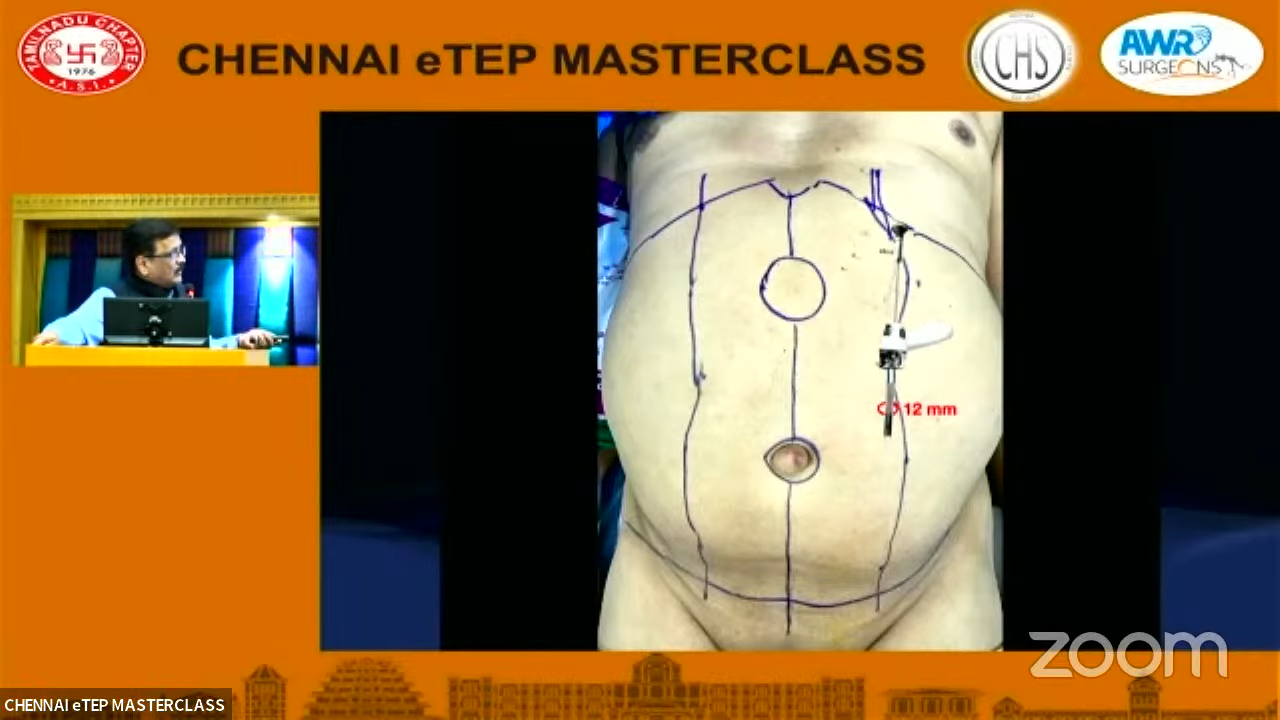 TAMILNADU CHAPTER
1976
A.S.I.
CHENNAI eTEP MASTERCLASS
CHS
AWR
SURGEONS
12 mm
zoom
CHENNAI eTEP MASTERCLASS